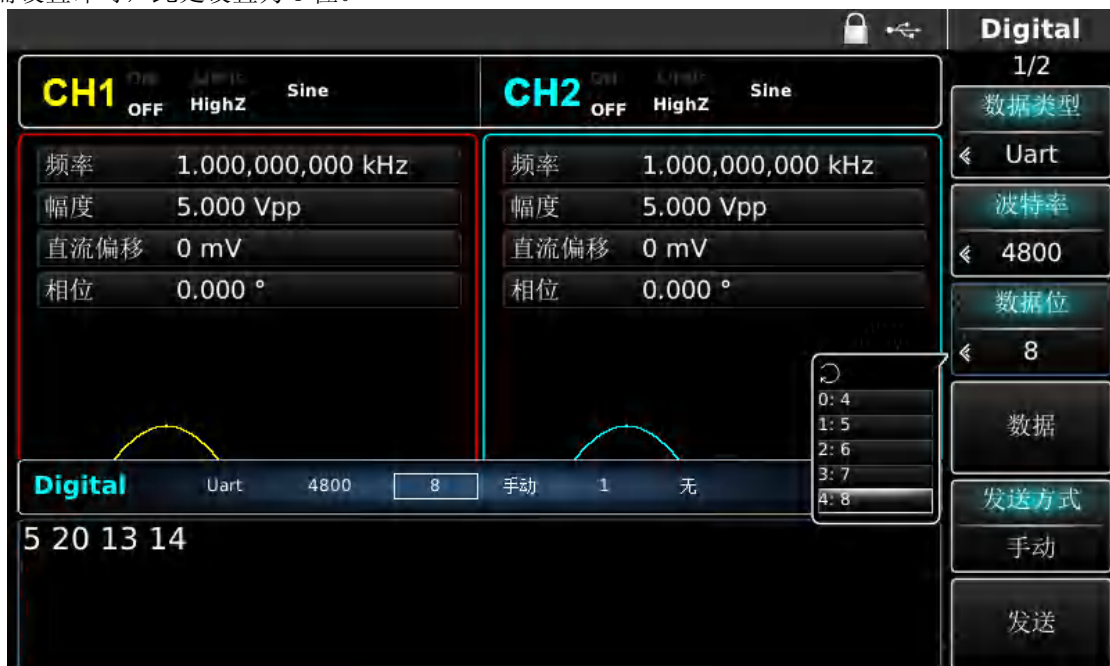 Digital
1/2
CH1 OFF HighZ Sine
CH2 OFF HighZ Sine
频率 1.000,000,000 kHz
幅度 5.000 Vpp
直流偏移 0 mV
相位 0.000 °
频率 1.000,000,000 kHz
幅度 5.000 Vpp
直流偏移 0 mV
相位 0.000 °
数据类型
Uart
波特率
4800
数据位
8
0: 4
1: 5
2: 6
3: 7
4: 8
数据
发送方式
手动
发送
Digital Uart 4800 8 手动 1 无
5 20 13 14